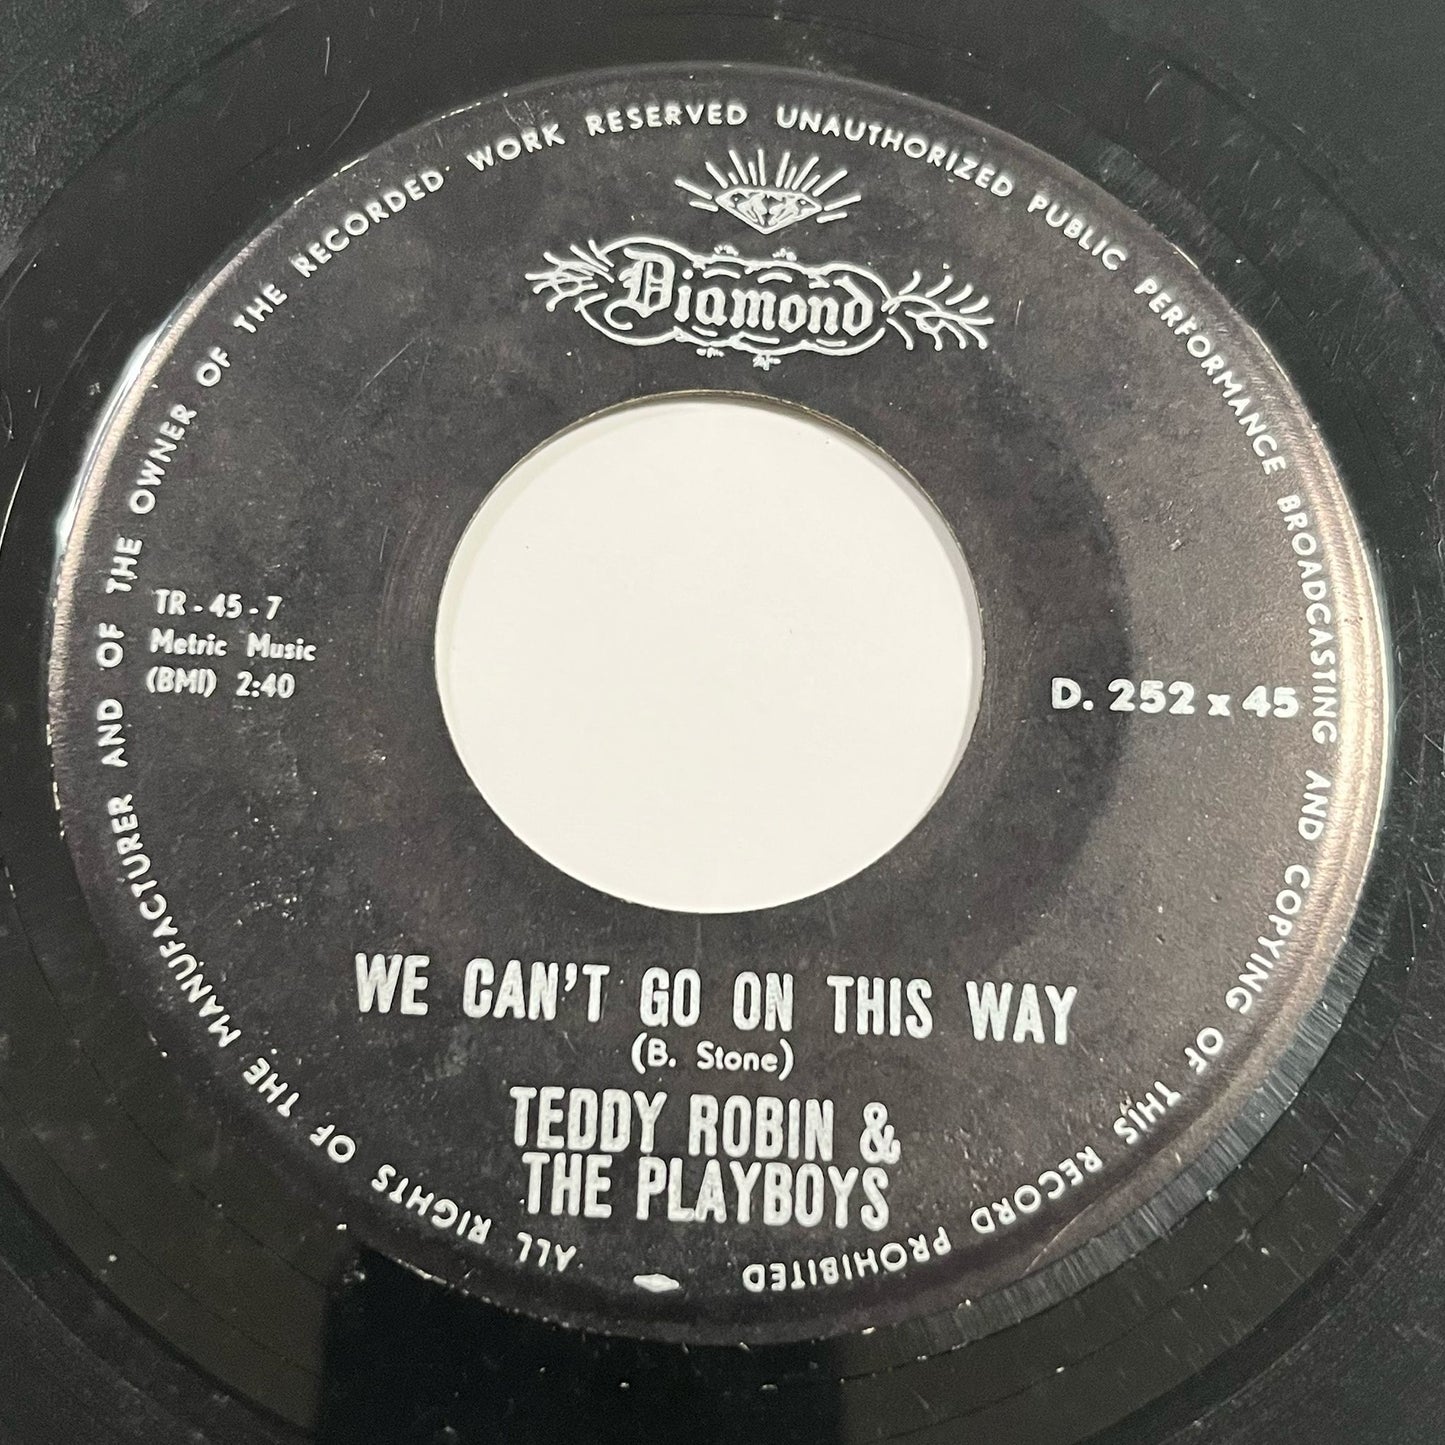 ALL RIGHTS OF THE MANUFACTURER AND OF THE OWNER OF THE RECORDED WORK RESERVED UNAUTHORIZED PUBLIC PERFORMANCE BROADCASTING AND COPYING OF THIS RECORD PROHIBITED
Diamond
TR - 45 - 7
Metric Music
(BMI) 2:40
D. 252 x 45
WE CAN'T GO ON THIS WAY
(B. Stone)
TEDDY ROBIN &
THE PLAYBOYS